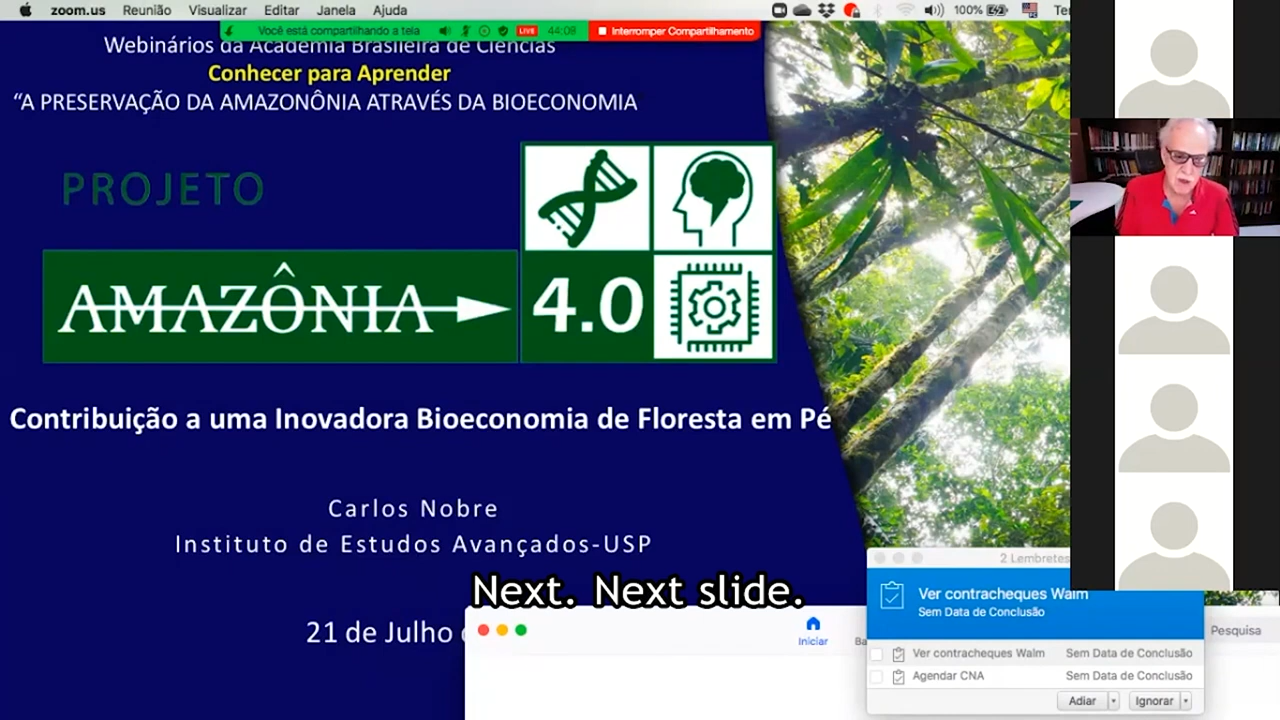 zoom.us Reunião Visualizar Editar Janela Ajuda 100%
Você está compartilhando a tela LIVE 44:09 Interromper Compartilhamento
Webinários da Academia Brasileira de Ciências
Conhecer para Aprender
“A PRESERVAÇÃO DA AMAZONÔNIA ATRAVÉS DA BIOECONOMIA
PROJETO
AMAZÔNIA 4.0
Contribuição a uma Inovadora Bioeconomia de Floresta em Pé
Carlos Nobre
Instituto de Estudos Avançados-USP
21 de Julho
Next. Next slide.
2 Lembretes
Ver contracheques Walm
Sem Data de Conclusão
Iniciar
Pesquisa
Ver contracheques Walm Sem Data de Conclusão
Agendar CNA Sem Data de Conclusão
Adiar Ignorar